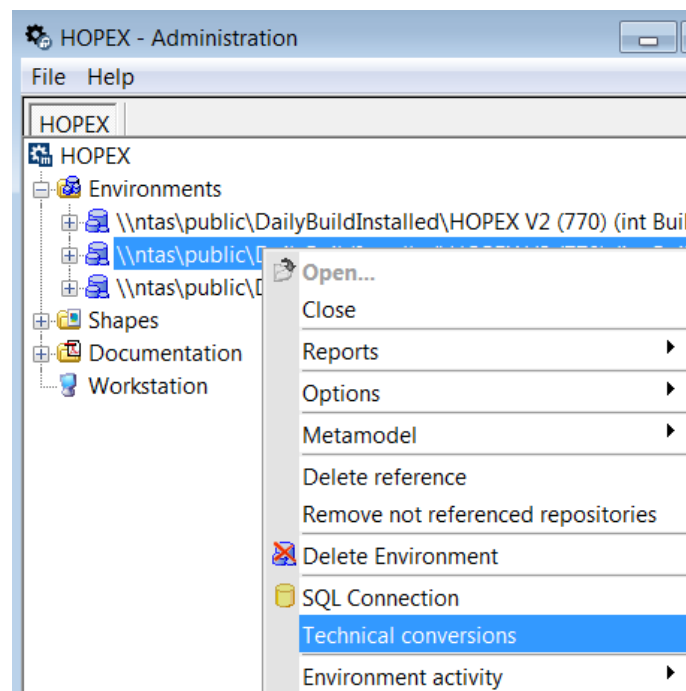 HOPEX - Administration
File Help
HOPEX
HOPEX
Environments
\\ntas\public\DailyBuildInstalled\HOPEX V2 (770) (int Bui
\\ntas\public\
\\ntas\public\D
Shapes
Documentation
Workstation
Open...
Close
Reports
Options
Metamodel
Delete reference
Remove not referenced repositories
Delete Environment
SQL Connection
Technical conversions
Environment activity